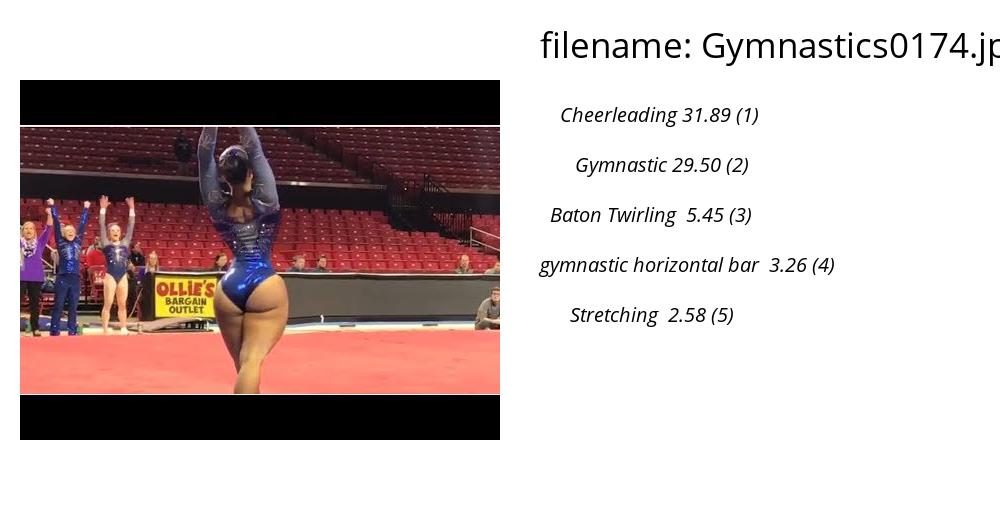 filename: Gymnastics0174.jp
Cheerleading 31.89 (1)
Gymnastic 29.50 (2)
Baton Twirling 5.45 (3)
gymnastic horizontal bar 3.26 (4)
Stretching 2.58 (5)
OLLIE'S
BARGAIN
OUTLET